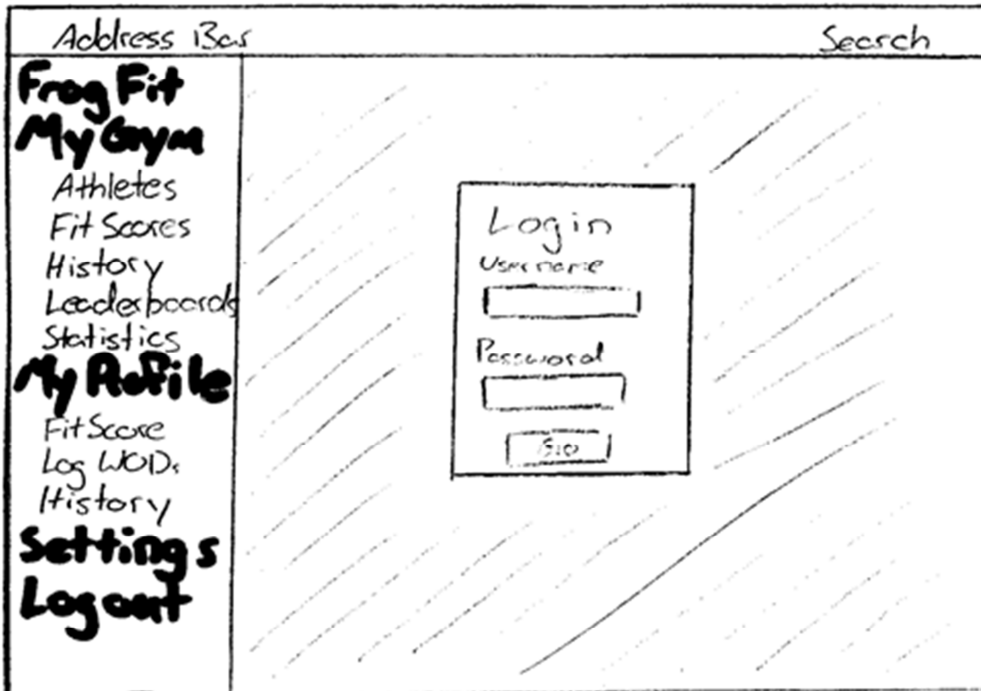 Address Bar
Search
Frog Fit
My Gym
Athletes
Fit Scores
History
Leaderboards
Statistics
My Profile
Fit Score
Log WODs
History
Settings
Logout
Login
Username
Password
Go